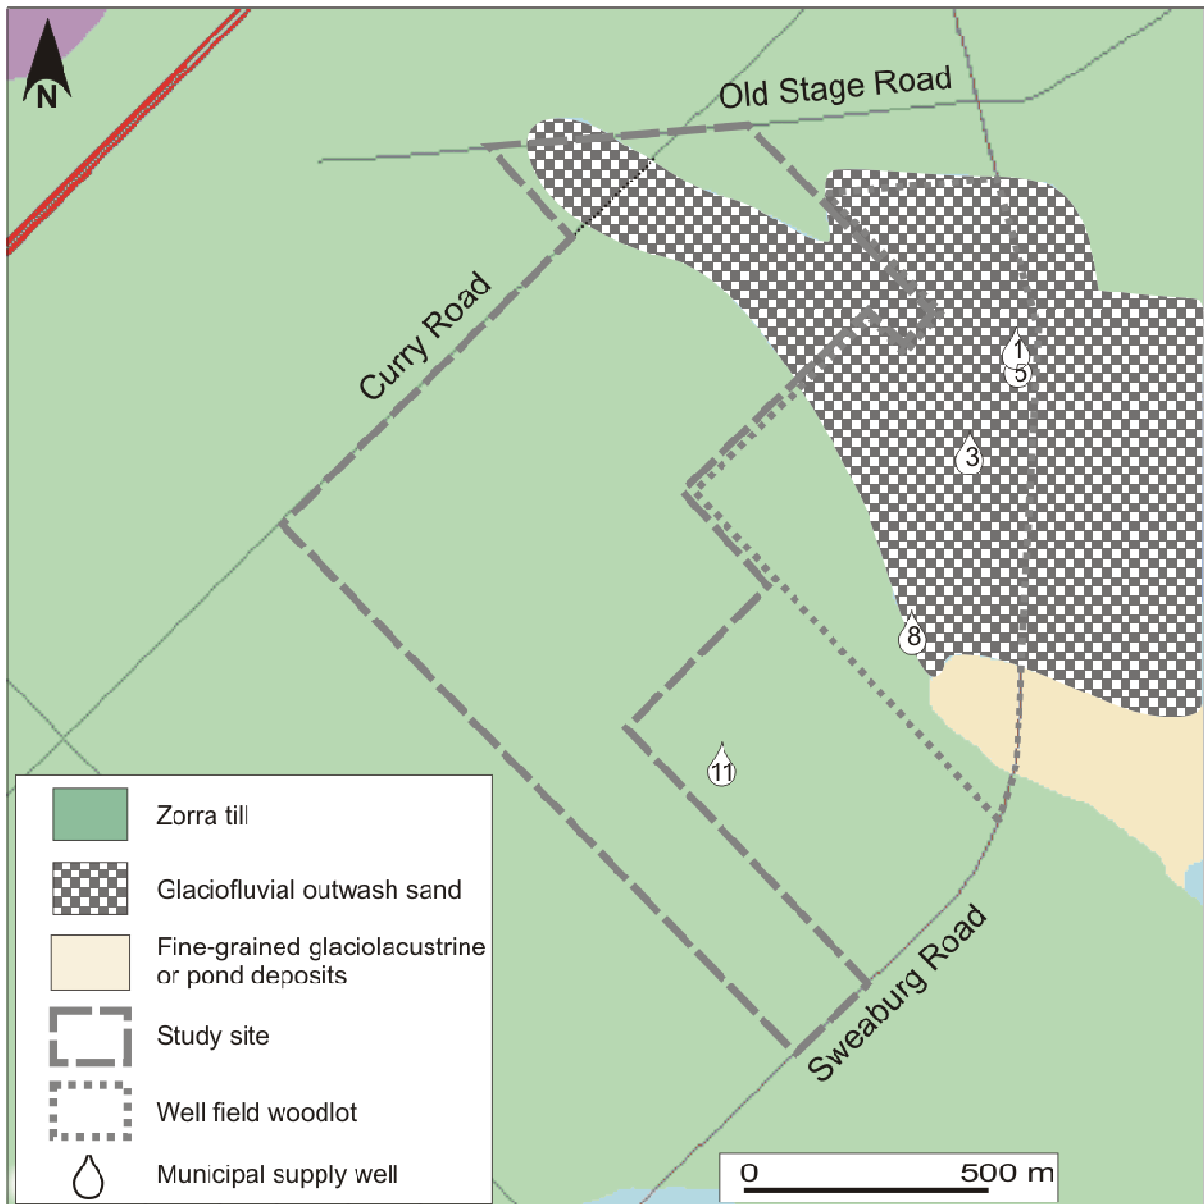 N
Old Stage Road
Curry Road
1
5
3
8
11
Sweaburg Road
Zorra till
Glaciofluvial outwash sand
Fine-grained glaciolacustrine
or pond deposits
Study site
Well field woodlot
Municipal supply well
0 500 m